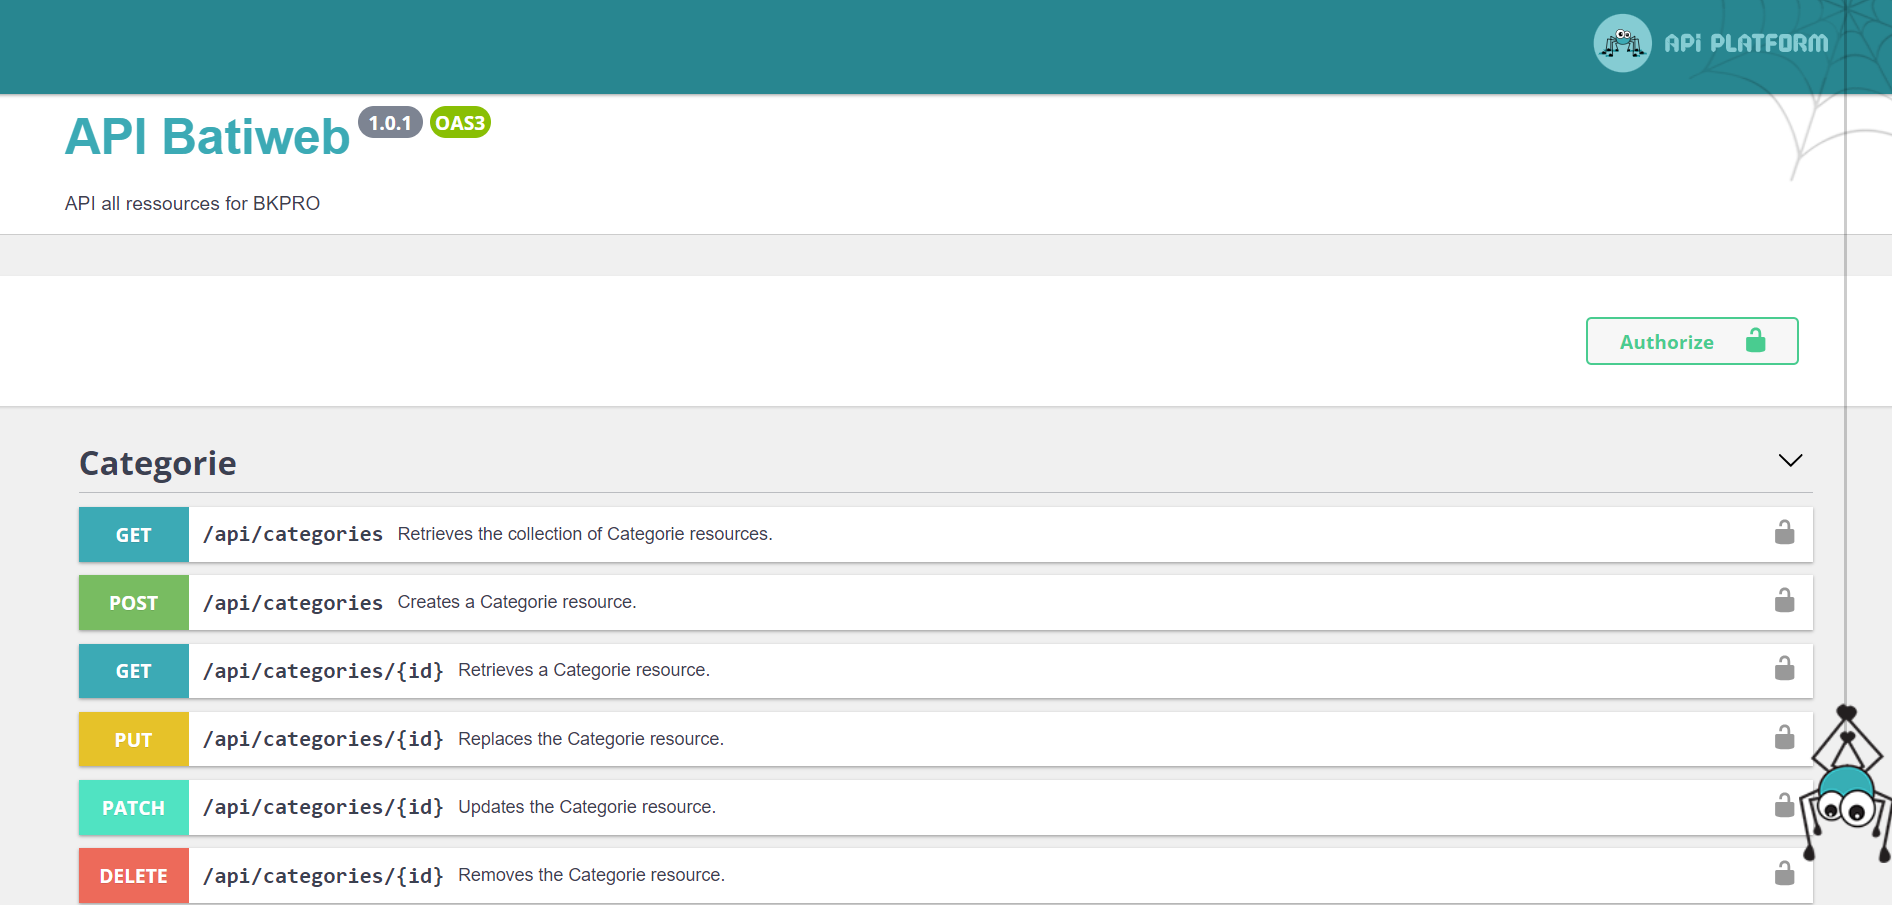 APi PLATFORM
API Batiweb 1.0.1 OAS3
API all ressources for BKPRO
Authorize
Categorie
GET /api/categories Retrieves the collection of Categorie resources.
POST /api/categories Creates a Categorie resource.
GET /api/categories/{id} Retrieves a Categorie resource.
PUT /api/categories/{id} Replaces the Categorie resource.
PATCH /api/categories/{id} Updates the Categorie resource.
DELETE /api/categories/{id} Removes the Categorie resource.